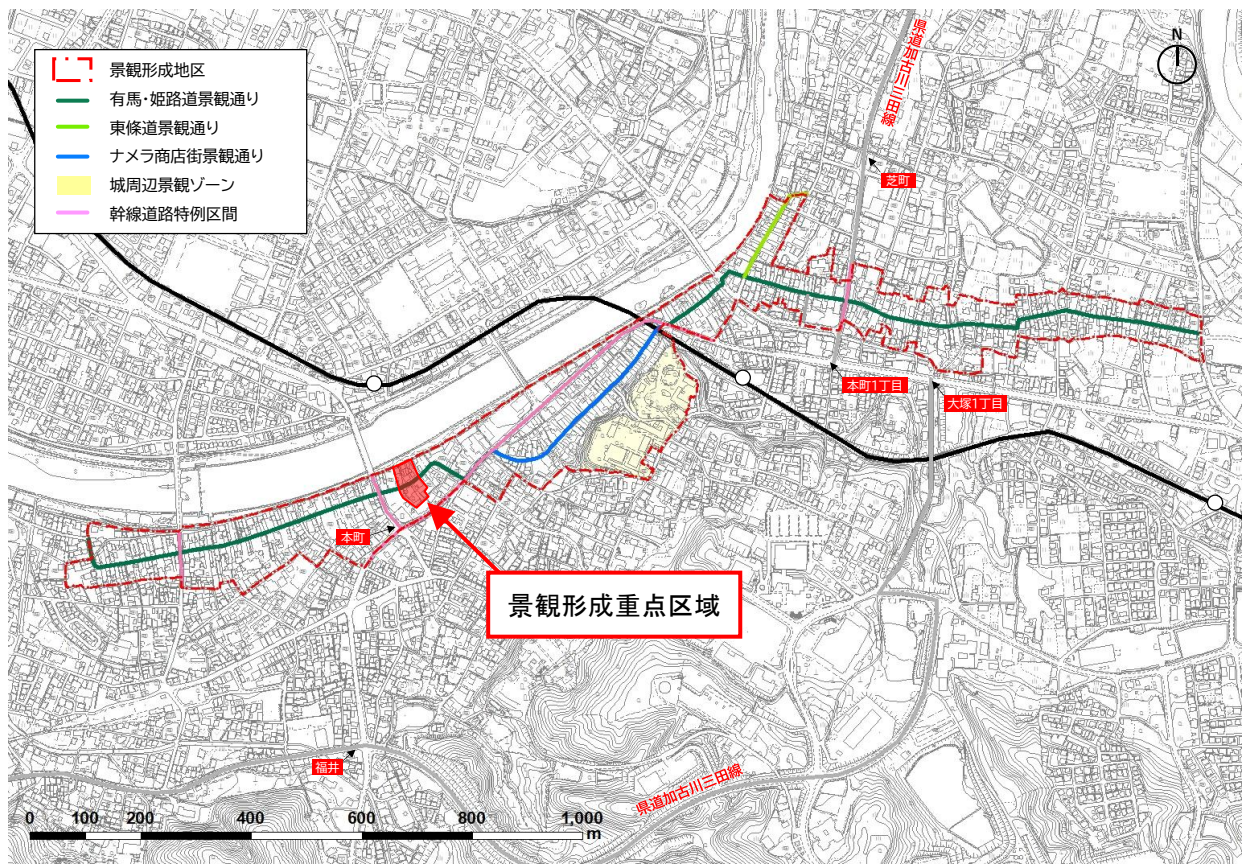 景観形成地区
有馬・姫路道景観通り
東條道景観通り
ナメラ商店街景観通り
城周辺景観ゾーン
幹線道路特例区間
県道加古川三田線
N
芝町
本町1丁目
大塚1丁目
本町
景観形成重点区域
福井
県道加古川三田線
0 100 200 400 600 800 1,000
m